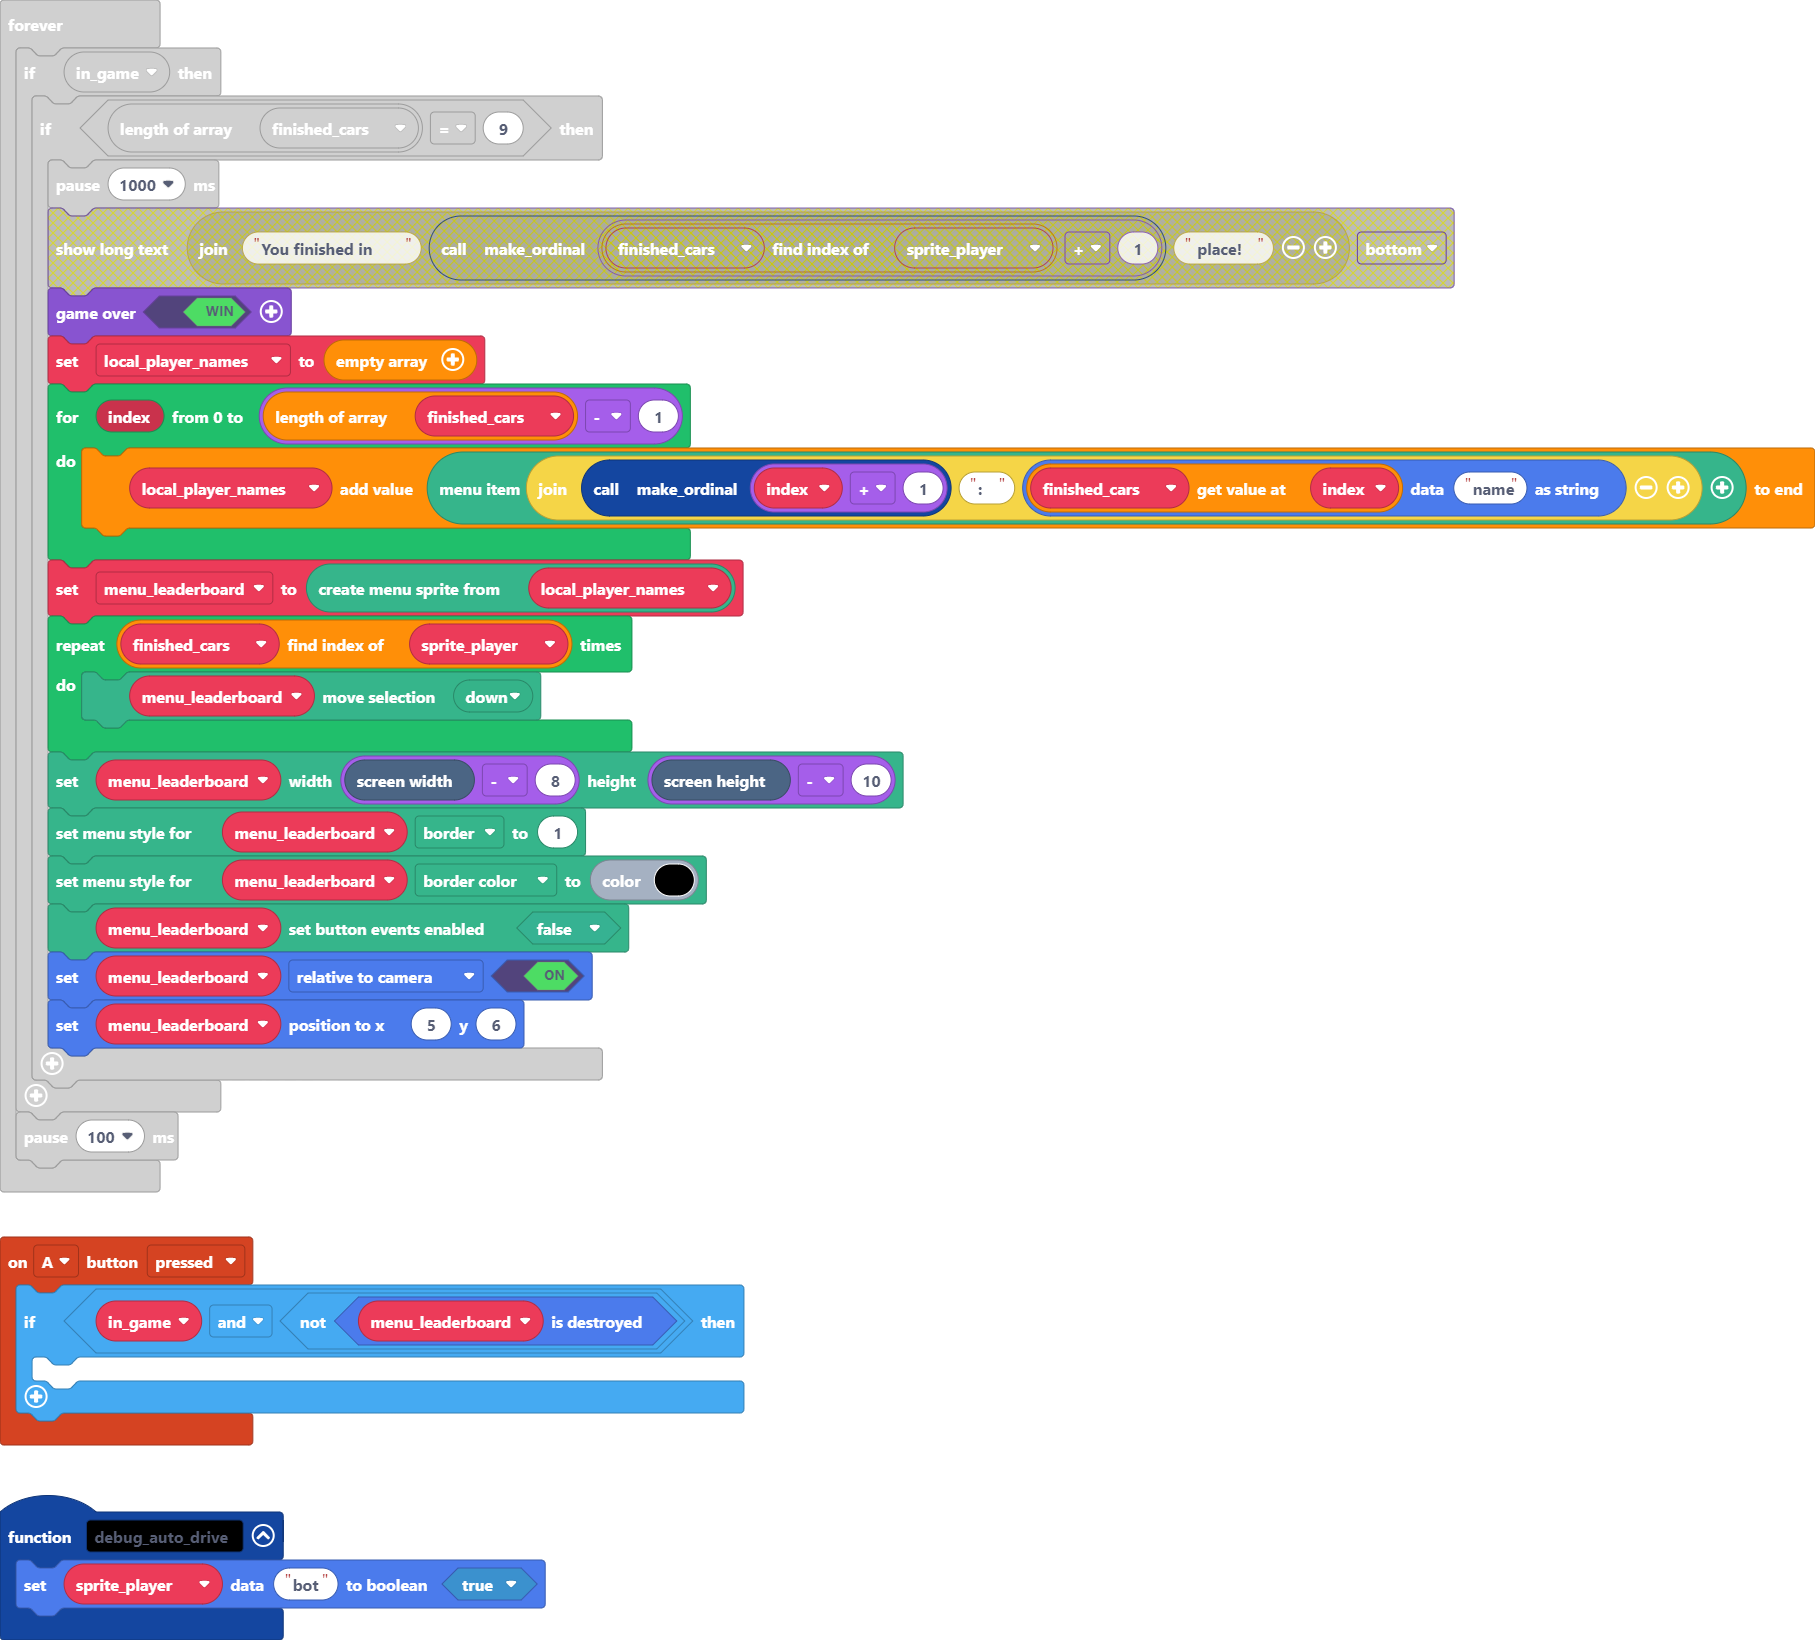 forever
if in_game then
if length of array finished_cars = 9 then
pause 1000 ms
show long text join "You finished in " call make_ordinal finished_cars find index of sprite_player + 1 " place! " bottom
game over WIN
set local_player_names to empty array
for index from 0 to length of array finished_cars - 1
do local_player_names add value menu item join call make_ordinal index + 1 ": " finished_cars get value at index data "name" as string to end
set menu_leaderboard to create menu sprite from local_player_names
repeat finished_cars find index of sprite_player times
do menu_leaderboard move selection down
set menu_leaderboard width screen width - 8 height screen height - 10
set menu style for menu_leaderboard border to 1
set menu style for menu_leaderboard border color to color
menu_leaderboard set button events enabled false
set menu_leaderboard relative to camera ON
set menu_leaderboard position to x 5 y 6
pause 100 ms
on A button pressed
if in_game and not menu_leaderboard is destroyed then
function debug_auto_drive
set sprite_player data "bot" to boolean true